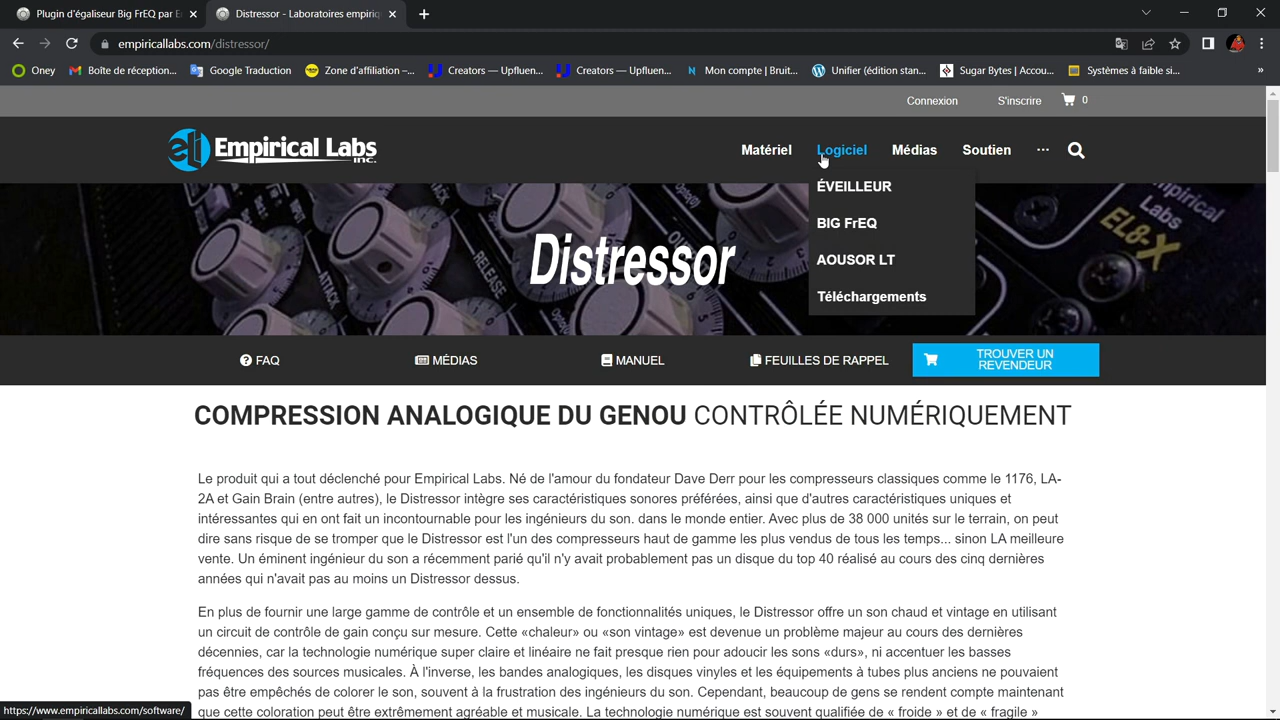 Plugin d'égaliseur Big FrEQ par E
Distressor - Laboratoires empiriq
empiricallabs.com/distressor/
Oney
Boîte de réception...
Google Traduction
Zone d'affiliation –...
Creators — Upfluen...
Creators — Upfluen...
Mon compte | Bruit...
Unifier (édition stan...
Sugar Bytes | Accou...
Systèmes à faible si...
»
Connexion
S'inscrire
0
Empirical Labs
INC.
Matériel
Logiciel
Médias
Soutien
···
ÉVEILLEUR
BIG FrEQ
AOUSOR LT
Téléchargements
Distressor
RELEASE
Empirical
Labs
EL8-X
FAQ
MÉDIAS
MANUEL
FEUILLES DE RAPPEL
TROUVER UN
REVENDEUR
COMPRESSION ANALOGIQUE DU GENOU CONTRÔLÉE NUMÉRIQUEMENT
Le produit qui a tout déclenché pour Empirical Labs. Né de l'amour du fondateur Dave Derr pour les compresseurs classiques comme le 1176, LA-
2A et Gain Brain (entre autres), le Distressor intègre ses caractéristiques sonores préférées, ainsi que d'autres caractéristiques uniques et
intéressantes qui en ont fait un incontournable pour les ingénieurs du son. dans le monde entier. Avec plus de 38 000 unités sur le terrain, on peut
dire sans risque de se tromper que le Distressor est l'un des compresseurs haut de gamme les plus vendus de tous les temps... sinon LA meilleure
vente. Un éminent ingénieur du son a récemment parié qu'il n'y avait probablement pas un disque du top 40 réalisé au cours des cinq dernières
années qui n'avait pas au moins un Distressor dessus.
En plus de fournir une large gamme de contrôle et un ensemble de fonctionnalités uniques, le Distressor offre un son chaud et vintage en utilisant
un circuit de contrôle de gain conçu sur mesure. Cette «chaleur» ou «son vintage» est devenue un problème majeur au cours des dernières
décennies, car la technologie numérique super claire et linéaire ne fait presque rien pour adoucir les sons «durs», ni accentuer les basses
fréquences des sources musicales. À l'inverse, les bandes analogiques, les disques vinyles et les équipements à tubes plus anciens ne pouvaient
pas être empêchés de colorer le son, souvent à la frustration des ingénieurs du son. Cependant, beaucoup de gens se rendent compte maintenant
que cette coloration peut être extrêmement agréable et musicale. La technologie numérique est souvent qualifiée de « froide » et de « fragile »
https://www.empiricallabs.com/software/